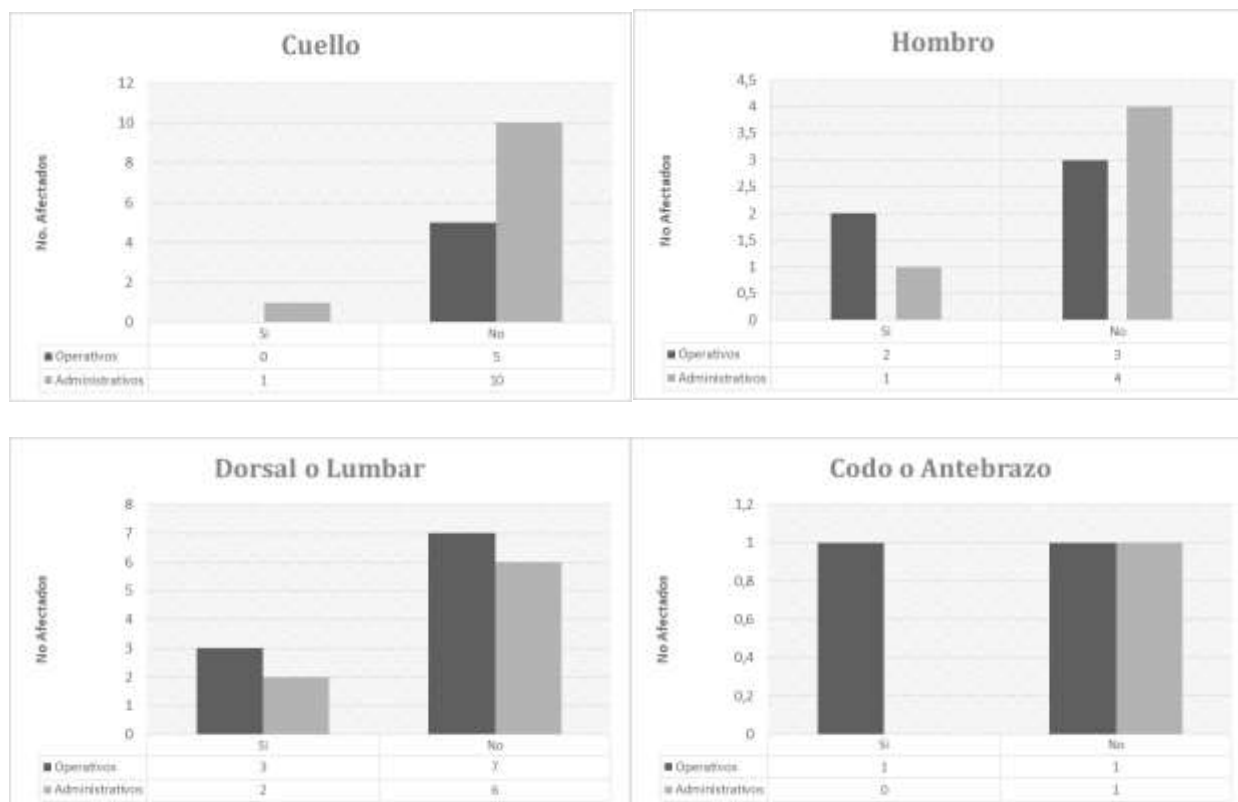 Cuello
No. Afectados
12
10
8
6
4
2
0
Si No
Operativos 0 5
Administrativos 1 10
Hombro
No Afectados
4,5
4
3,5
3
2,5
2
1,5
1
0,5
0
Si No
Operativos 2 3
Administrativos 1 4
Dorsal o Lumbar
No Afectados
8
7
6
5
4
3
2
1
0
Si No
Operativos 3 7
Administrativos 2 6
Codo o Antebrazo
No Afectados
1,2
1
0,8
0,6
0,4
0,2
0
Si No
Operativos 1 1
Administrativos 0 1